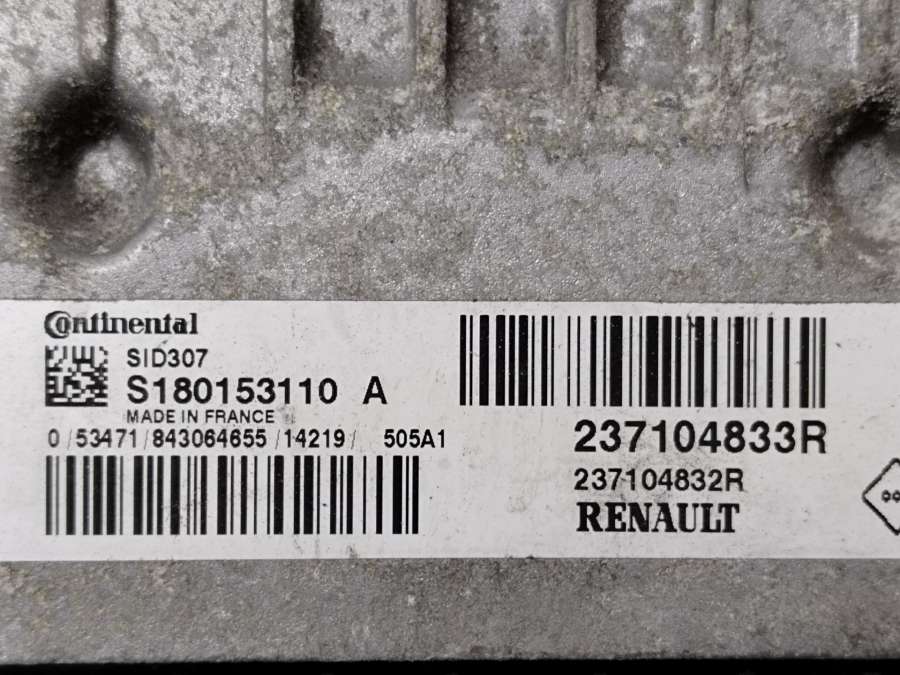 Continental
SID307
S180153110 A
MADE IN FRANCE
0 / 53471 / 843064655 / 14219 / 505A1
237104833R
237104832R
RENAULT